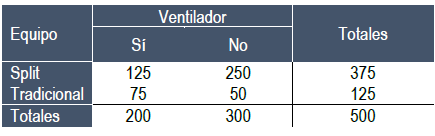 Equipo Ventilador Totales
Sí No
Split 125 250 375
Tradicional 75 50 125
Totales 200 300 500